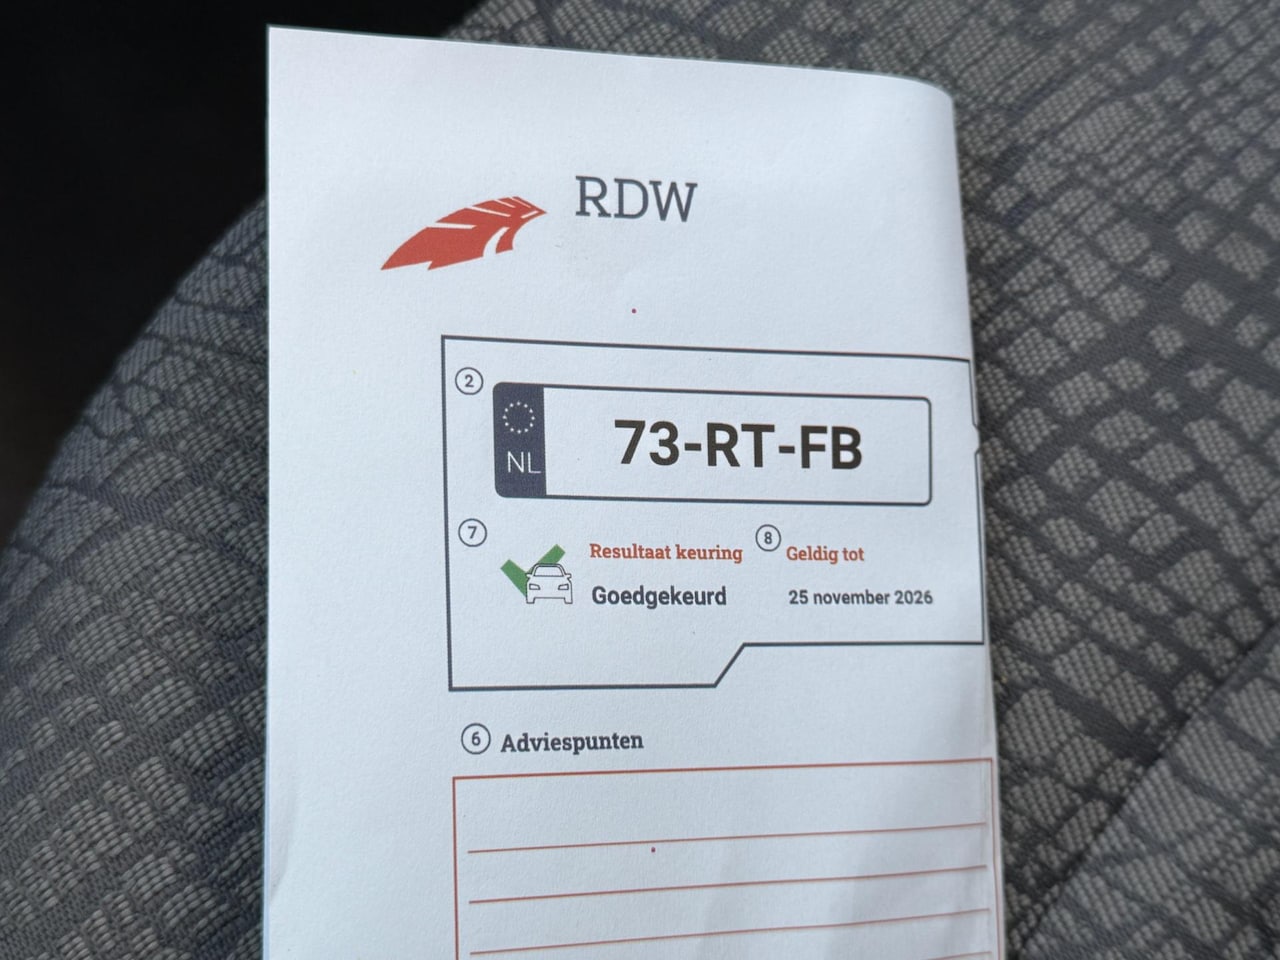 RDW
2
NL 73-RT-FB
7 Resultaat keuring 8 Geldig tot
Goedgekeurd 25 november 2026
6 Adviespunten